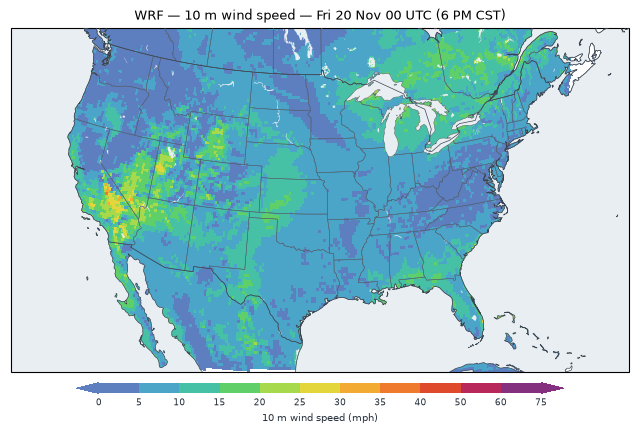 WRF — 10 m wind speed — Fri 20 Nov 00 UTC (6 PM CST)
0 5 10 15 20 25 30 35 40 50 60 75
10 m wind speed (mph)